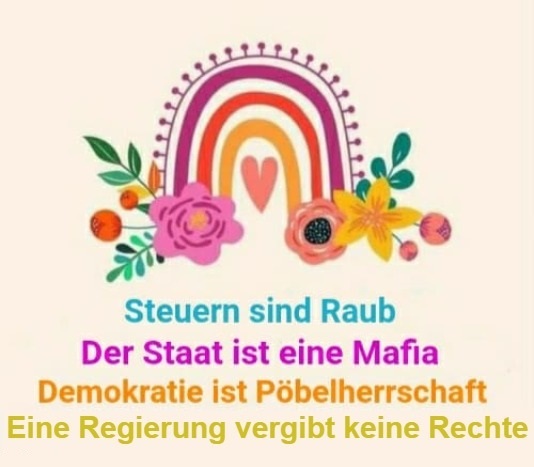 Steuern sind Raub
Der Staat ist eine Mafia
Demokratie ist Pöbelherrschaft
Eine Regierung vergibt keine Rechte